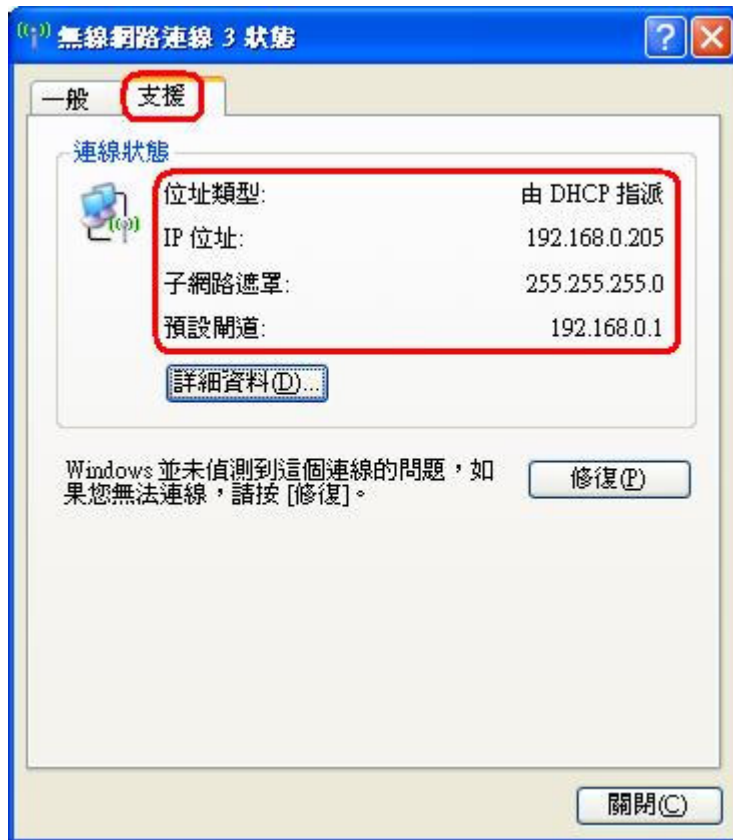 無線網路連線 3 狀態
一般 支援
連線狀態
位址類型: 由 DHCP 指派
IP 位址: 192.168.0.205
子網路遮罩: 255.255.255.0
預設閘道: 192.168.0.1
詳細資料(D)...
Windows 並未偵測到這個連線的問題，如
果您無法連線，請按 [修復]。
修復(P)
關閉(C)